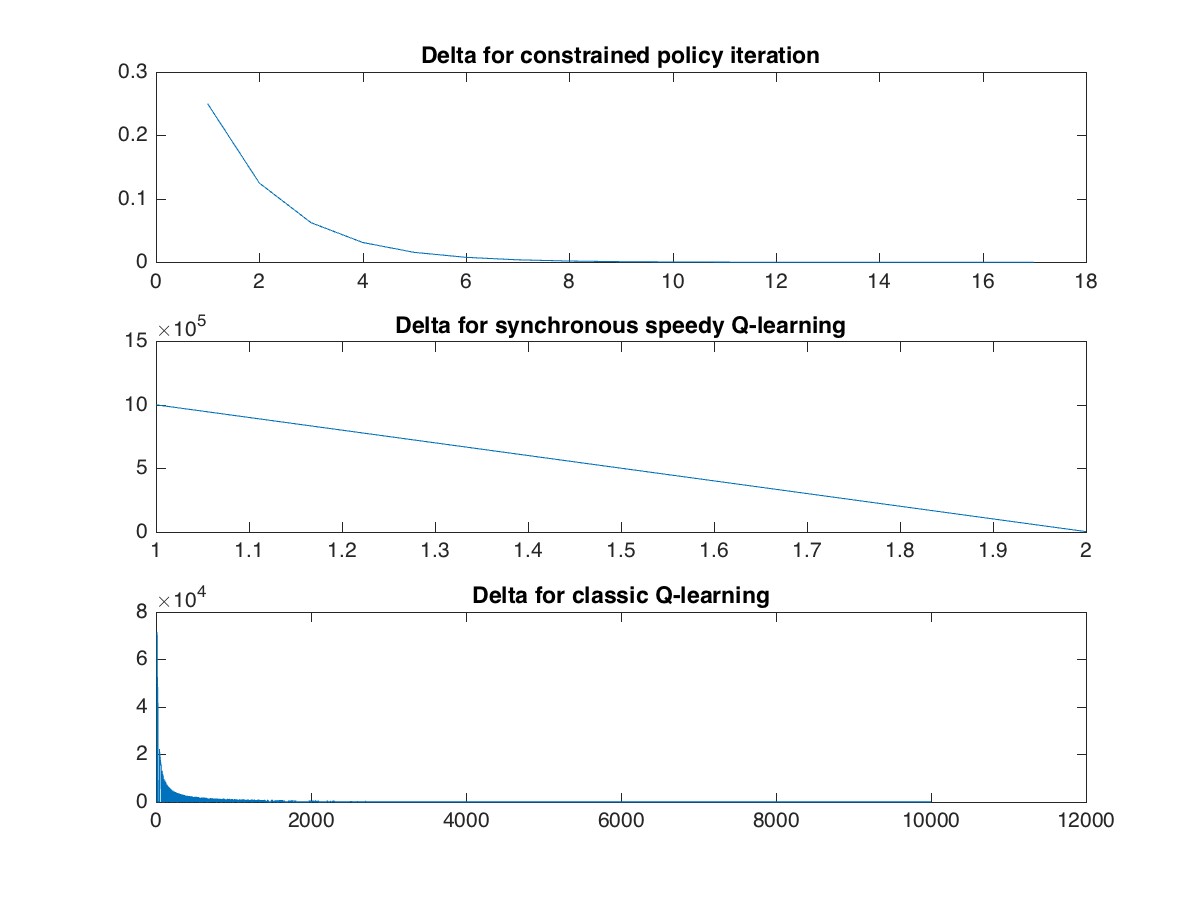 Delta for constrained policy iteration
0.3
0.2
0.1
0
0 2 4 6 8 10 12 14 16 18
Delta for synchronous speedy Q-learning
×10^5
15
10
5
0
1 1.1 1.2 1.3 1.4 1.5 1.6 1.7 1.8 1.9 2
Delta for classic Q-learning
×10^4
8
6
4
2
0
0 2000 4000 6000 8000 10000 12000